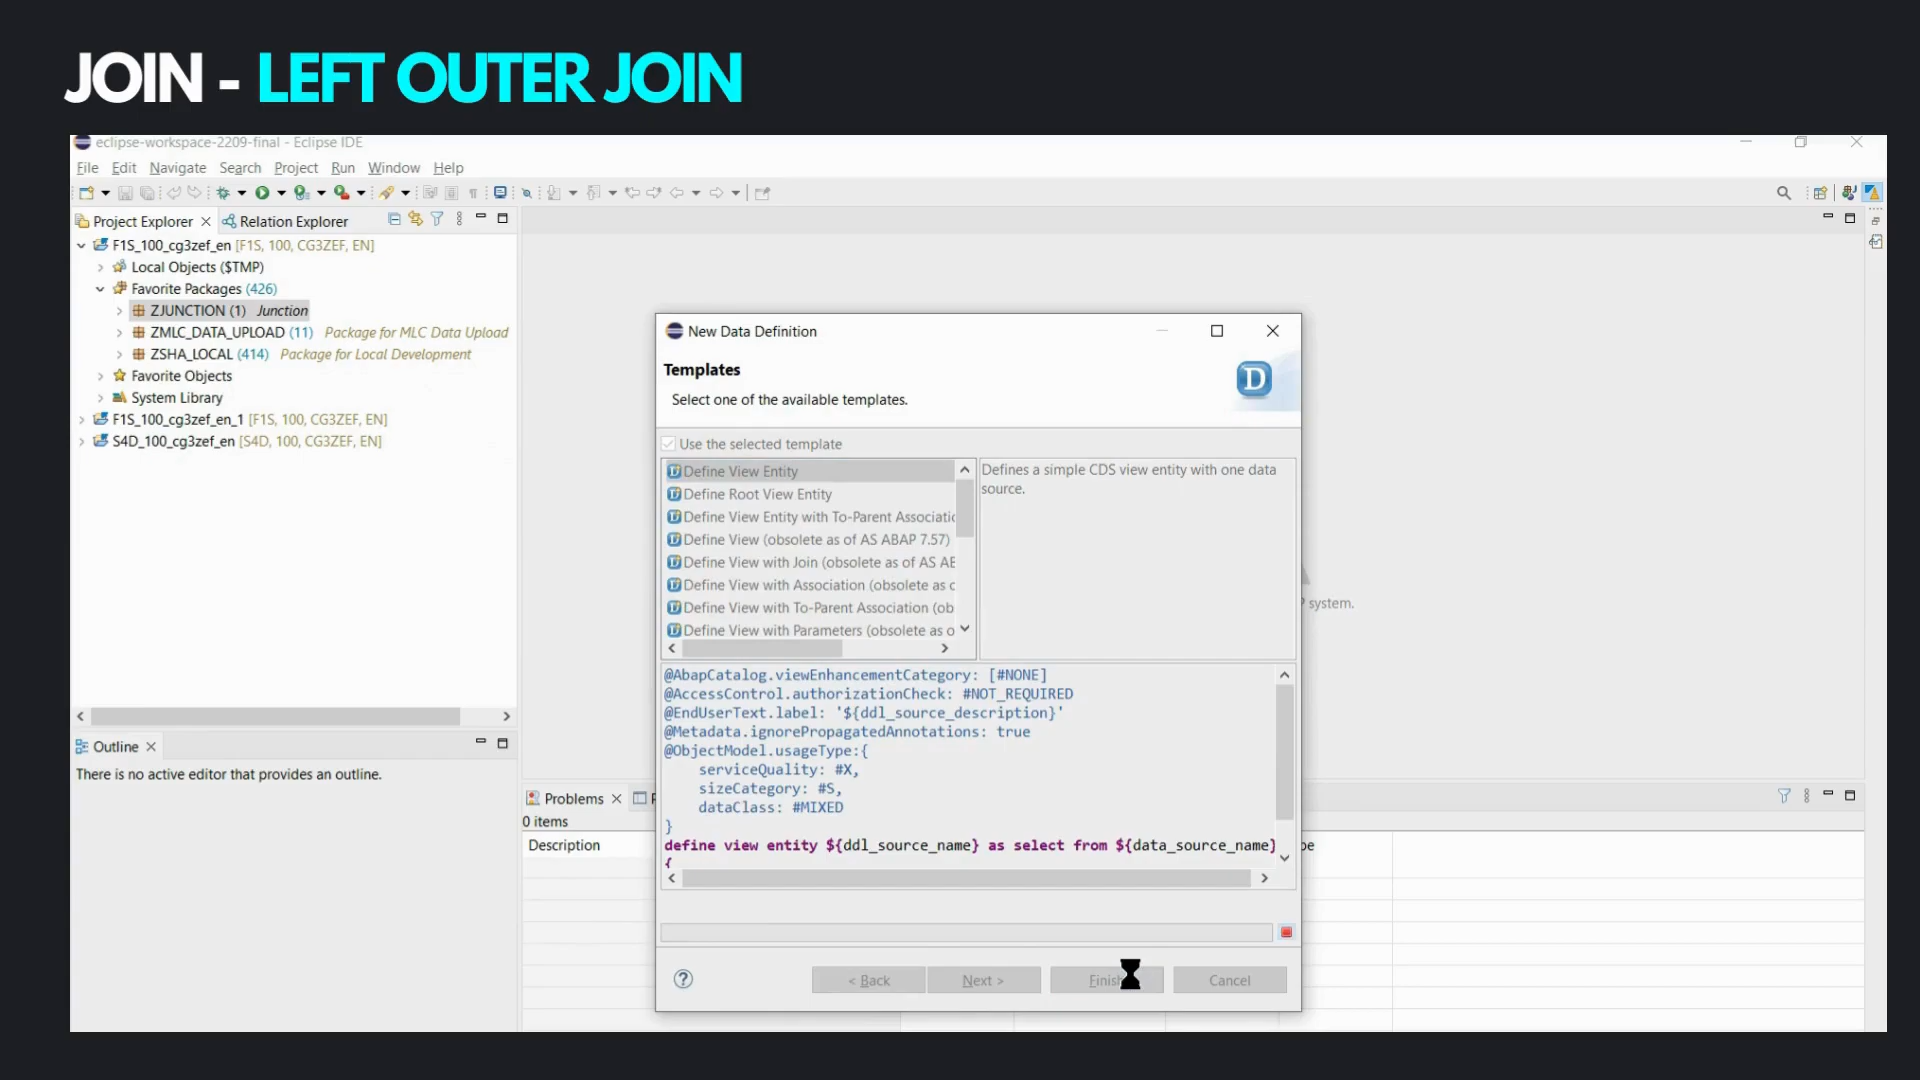 JOIN - LEFT OUTER JOIN
eclipse-workspace-2209-final - Eclipse IDE
File Edit Navigate Search Project Run Window Help
Project Explorer Relation Explorer
F1S_100_cg3zef_en [F1S, 100, CG3ZEF, EN]
Local Objects ($TMP)
Favorite Packages (426)
ZJUNCTION (1) Junction
ZMLC_DATA_UPLOAD (11) Package for MLC Data Upload
ZSHA_LOCAL (414) Package for Local Development
Favorite Objects
System Library
F1S_100_cg3zef_en_1 [F1S, 100, CG3ZEF, EN]
S4D_100_cg3zef_en [S4D, 100, CG3ZEF, EN]
Outline
There is no active editor that provides an outline.
New Data Definition
Templates
Select one of the available templates.
D
Use the selected template
Define View Entity
Define Root View Entity
Define View Entity with To-Parent Associatic
Define View (obsolete as of AS ABAP 7.57)
Define View with Join (obsolete as of AS AE
Define View with Association (obsolete as c
Define View with To-Parent Association (ob
Define View with Parameters (obsolete as o
Defines a simple CDS view entity with one data
source.
@AbapCatalog.viewEnhancementCategory: [#NONE]
@AccessControl.authorizationCheck: #NOT_REQUIRED
@EndUserText.label: '${ddl_source_description}'
@Metadata.ignorePropagatedAnnotations: true
@ObjectModel.usageType:{
serviceQuality: #X,
sizeCategory: #S,
dataClass: #MIXED
}
define view entity ${ddl_source_name} as select from ${data_source_name}
{
< Back Next > Finish Cancel
system.
Problems
0 items
Description
pe